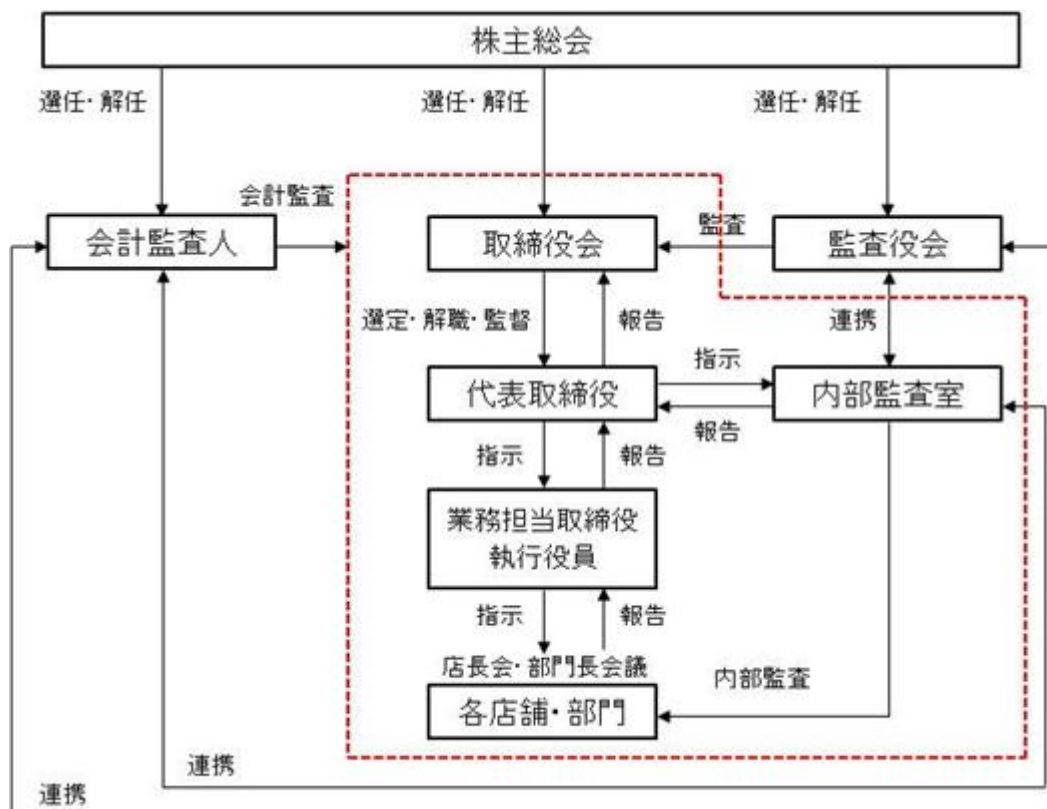 株主総会
選任・解任
選任・解任
選任・解任
会計監査
会計監査人
取締役会
監査
監査役会
選定・解職・監督
報告
連携
指示
代表取締役
内部監査室
報告
指示
報告
業務担当取締役
執行役員
指示
報告
店長会・部門長会議
内部監査
各店舗・部門
連携
連携